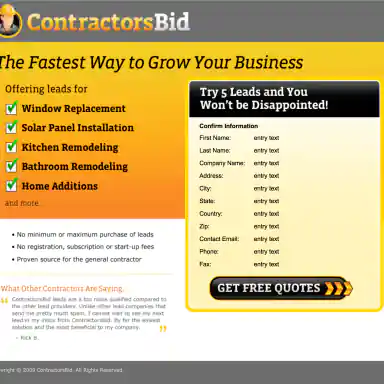 ContractorsBid
The Fastest Way to Grow Your Business
Offering leads for
Window Replacement
Solar Panel Installation
Kitchen Remodeling
Bathroom Remodeling
Home Additions
and more.
• No minimum or maximum purchase of leads
• No registration, subscription or start-up fees
• Proven source for the general contractor
What Other Contractors Are Saying.
“ ContractorsBid leads are a too notch qualified compared to
the other lead providers. Unlike other lead companies that
send me pretty much spam, I cannot wait to see my next
lead in my inbox from ContractorsBid. By far the easiest
solution and the most beneficial to my company. ”
- Rick B.
Try 5 Leads and You
Won't be Disappointed!
Confirm Information
First Name: entry text
Last Name: entry text
Company Name: entry text
Address: entry text
City: entry text
State: entry text
Country: entry text
Zip: entry text
Contact Email: entry text
Phone: entry text
Fax: entry text
GET FREE QUOTES
pyright © 2009 ContractorsBid. All Rights Reserved.